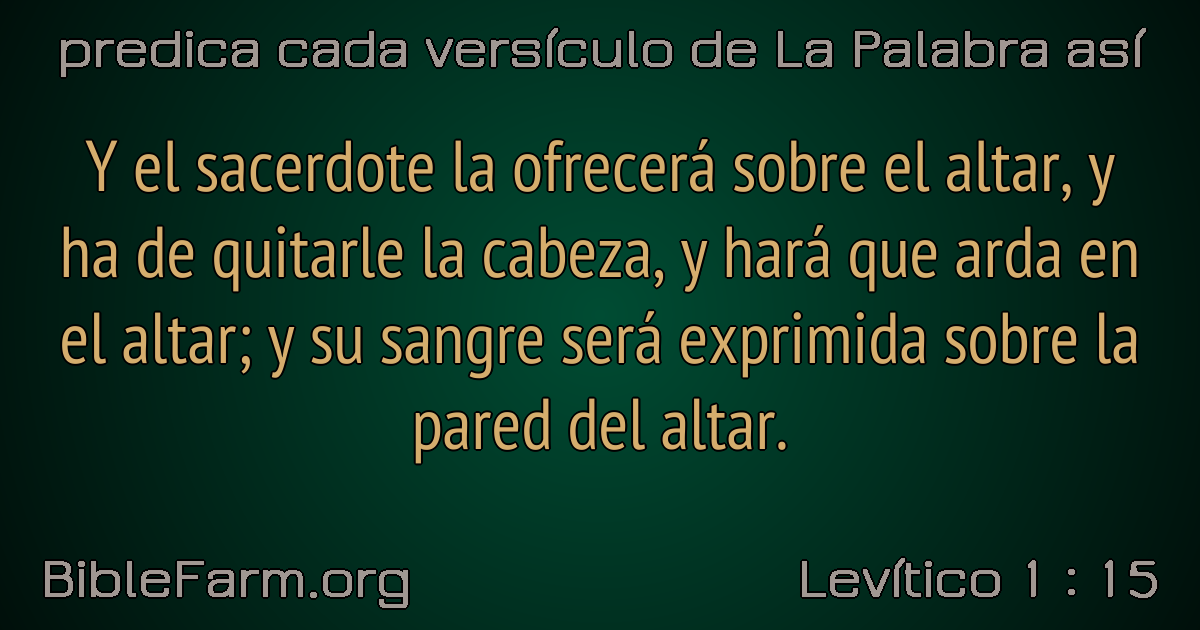 predica cada versículo de La Palabra así
Y el sacerdote la ofrecerá sobre el altar, y
ha de quitarle la cabeza, y hará que arda en
el altar; y su sangre será exprimida sobre la
pared del altar.
BibleFarm.org
Levítico 1 : 15